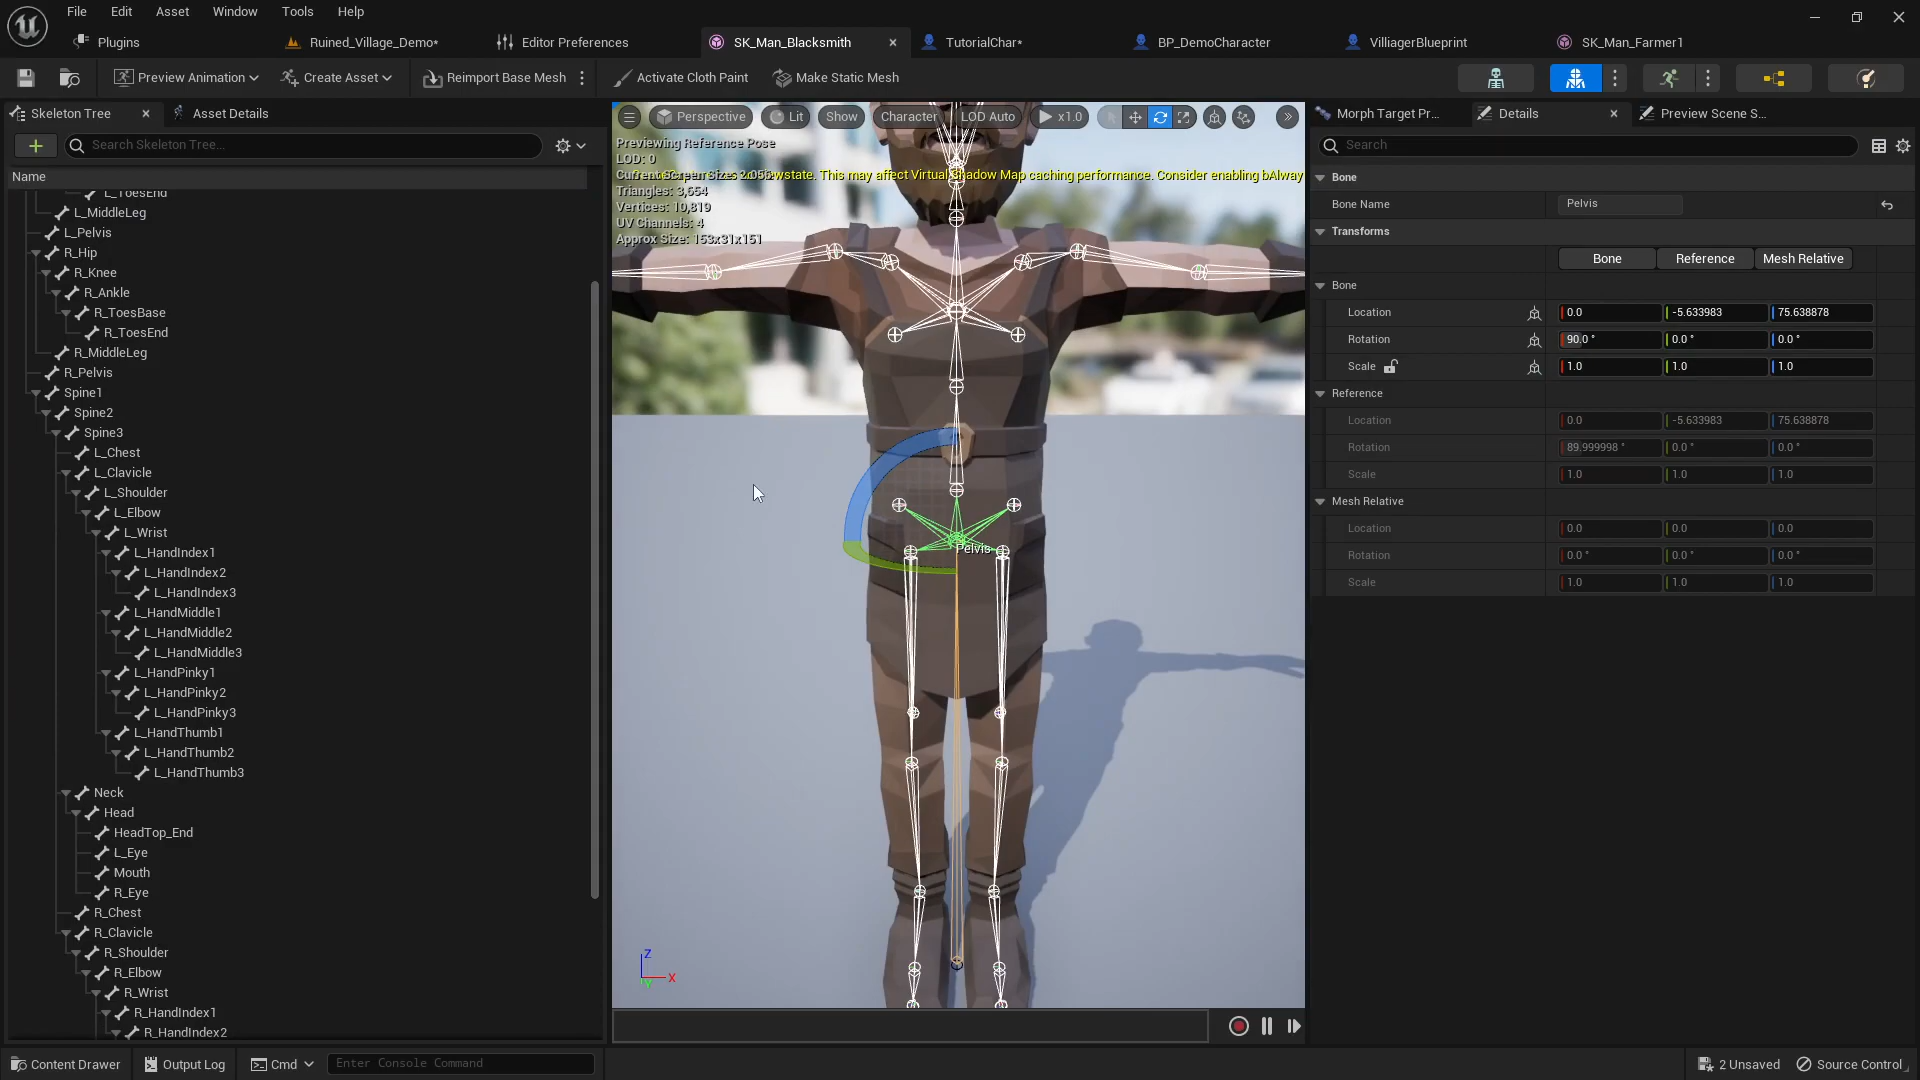 File Edit Asset Window Tools Help
Plugins Ruined_Village_Demo* Editor Preferences SK_Man_Blacksmith TutorialChar* BP_DemoCharacter VilliagerBlueprint SK_Man_Farmer1
Preview Animation Create Asset Reimport Base Mesh Activate Cloth Paint Make Static Mesh
Skeleton Tree Asset Details
Search Skeleton Tree...
Name
L_ToesEnd
L_MiddleLeg
L_Pelvis
R_Hip
R_Knee
R_Ankle
R_ToesBase
R_ToesEnd
R_MiddleLeg
R_Pelvis
Spine1
Spine2
Spine3
L_Chest
L_Clavicle
L_Shoulder
L_Elbow
L_Wrist
L_HandIndex1
L_HandIndex2
L_HandIndex3
L_HandMiddle1
L_HandMiddle2
L_HandMiddle3
L_HandPinky1
L_HandPinky2
L_HandPinky3
L_HandThumb1
L_HandThumb2
L_HandThumb3
Neck
Head
HeadTop_End
L_Eye
Mouth
R_Eye
R_Chest
R_Clavicle
R_Shoulder
R_Elbow
R_Wrist
R_HandIndex1
R_HandIndex2
Perspective Lit Show Character LOD Auto x1.0
Previewing Reference Pose
LOD: 0
Current Screen Size: wstate. This may affect Virtual Shadow Map caching performance. Consider enabling bAlway
Triangles: 3,654
Vertices: 10,819
UV Channels: 4
Approx Size: 153x31x151
Pelvis
Z
X
Y
Morph Target Pr... Details Preview Scene S...
Search
Bone
Bone Name Pelvis
Transforms
Bone Reference Mesh Relative
Bone
Location 0.0 -5.633983 75.638878
Rotation 90.0 ° 0.0 ° 0.0 °
Scale 1.0 1.0 1.0
Reference
Location 0.0 -5.633983 75.638878
Rotation 89.999998 ° 0.0 ° 0.0 °
Scale 1.0 1.0 1.0
Mesh Relative
Location 0.0 0.0 0.0
Rotation 0.0 ° 0.0 ° 0.0 °
Scale 1.0 1.0 1.0
Content Drawer Output Log Cmd Enter Console Command 2 Unsaved Source Control